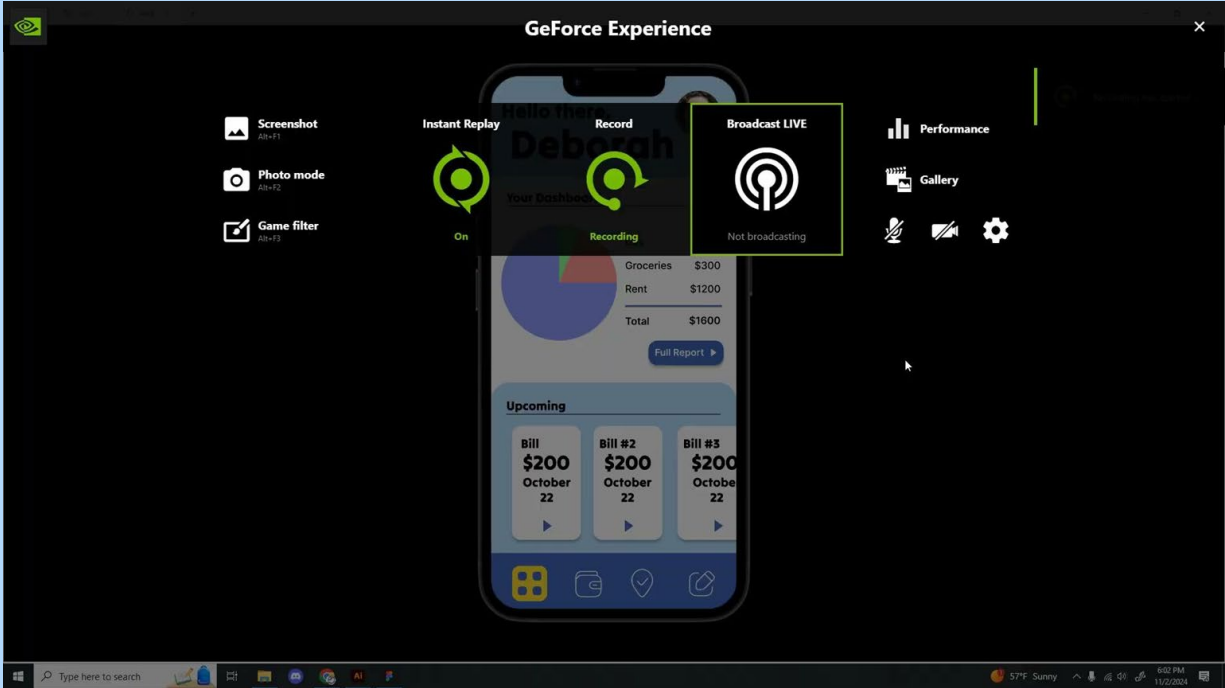 GeForce Experience
Screenshot
Alt+F1
Photo mode
Alt+F2
Game filter
Alt+F3
Instant Replay
On
Record
Recording
Broadcast LIVE
Not broadcasting
Performance
Gallery
Hello there,
Deborah
Your Dashboard
Groceries $300
Rent $1200
Total $1600
Full Report
Upcoming
Bill
$200
October
22
Bill #2
$200
October
22
Bill #3
$200
Octobe
22
Type here to search
Ai
57°F Sunny
6:02 PM
11/2/2024